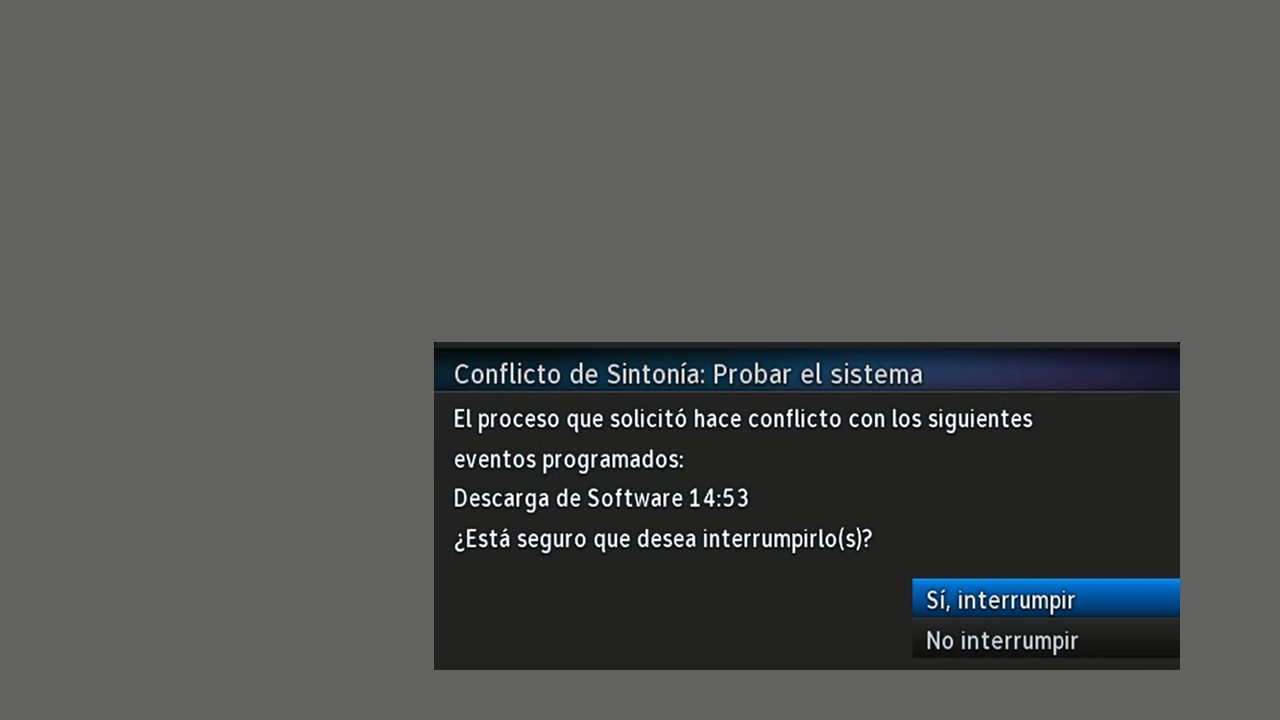 Conflicto de Sintonía: Probar el sistema
El proceso que solicitó hace conflicto con los siguientes
eventos programados:
Descarga de Software 14:53
¿Está seguro que desea interrumpirlo(s)?
Sí, interrumpir
No interrumpir